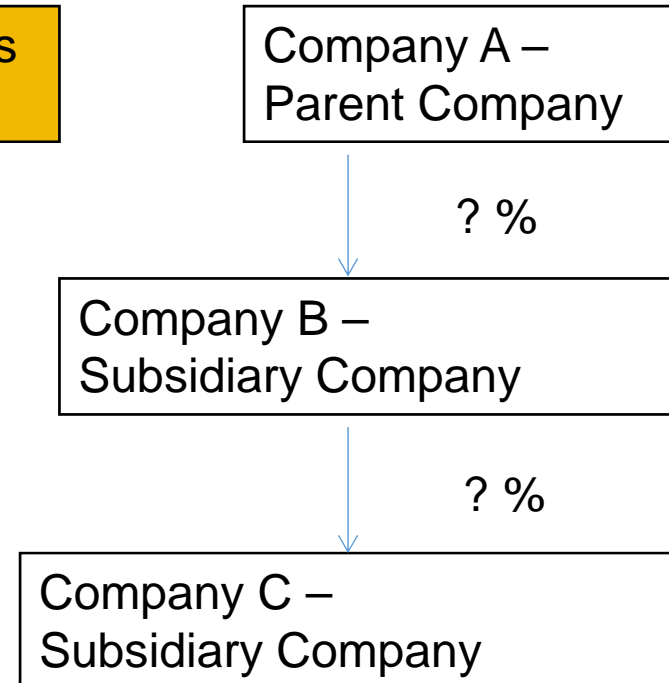 s
Company A –
Parent Company
? %
Company B –
Subsidiary Company
? %
Company C –
Subsidiary Company